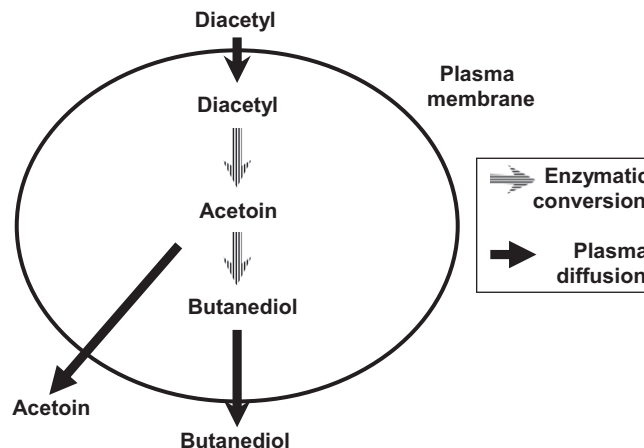 Diacetyl
Plasma
membrane
Diacetyl
Enzymatic
conversion
Acetoin
Plasma
diffusion
Butanediol
Acetoin
Butanediol